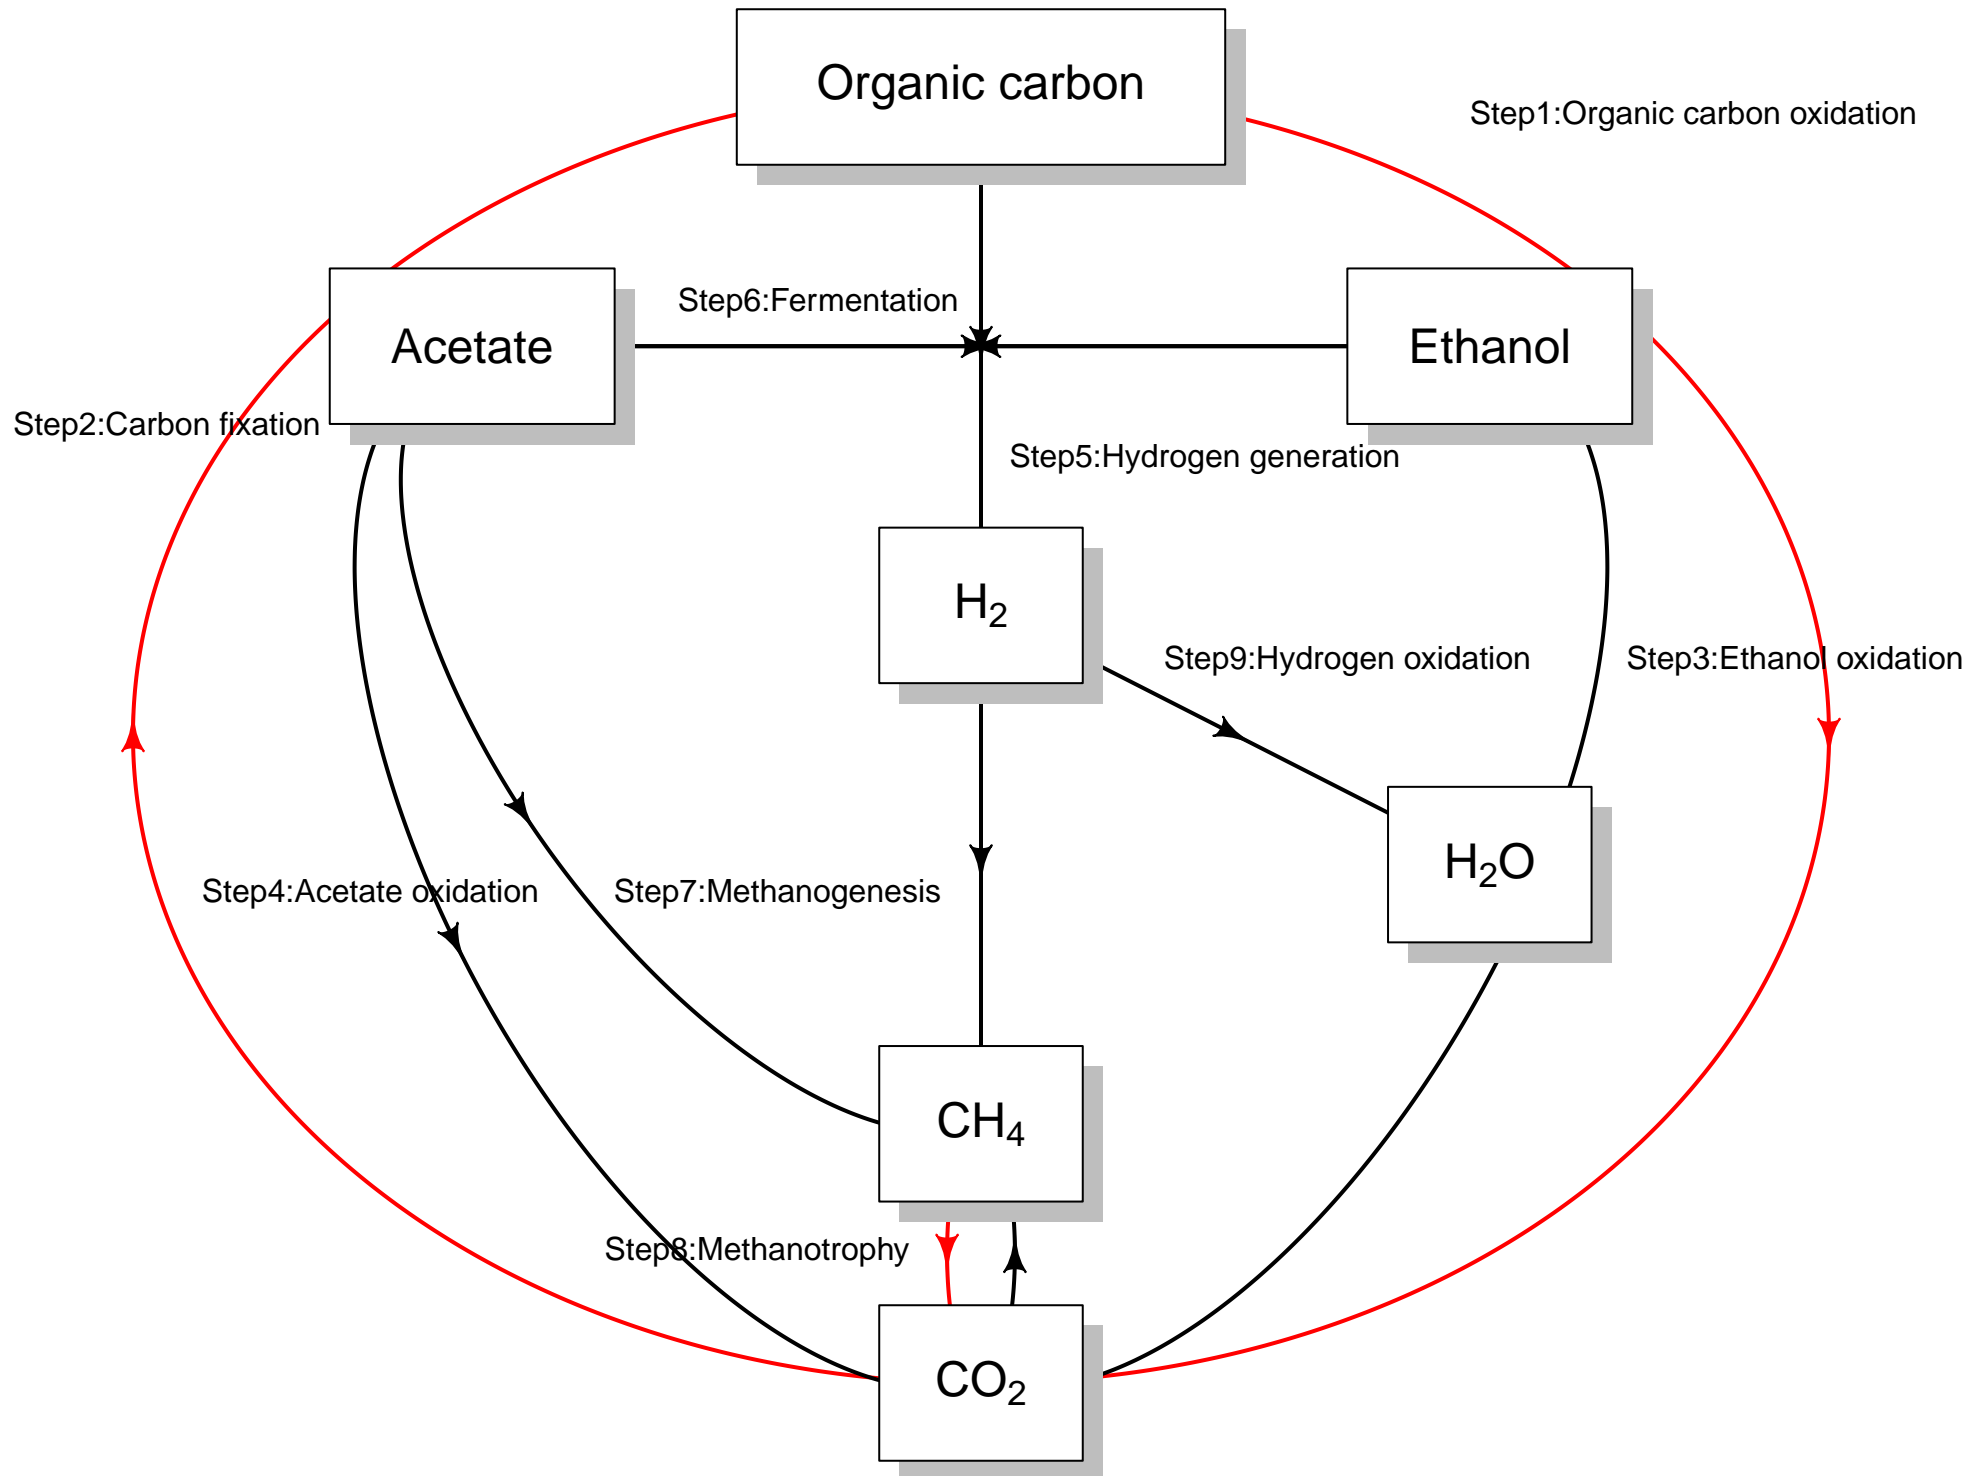 Organic carbon
Step1:Organic carbon oxidation
Step6:Fermentation
Acetate
Ethanol
Step2:Carbon fixation
Step5:Hydrogen generation
H₂
Step9:Hydrogen oxidation
Step3:Ethanol oxidation
H₂O
Step4:Acetate oxidation
Step7:Methanogenesis
CH₄
Step8:Methanotrophy
CO₂